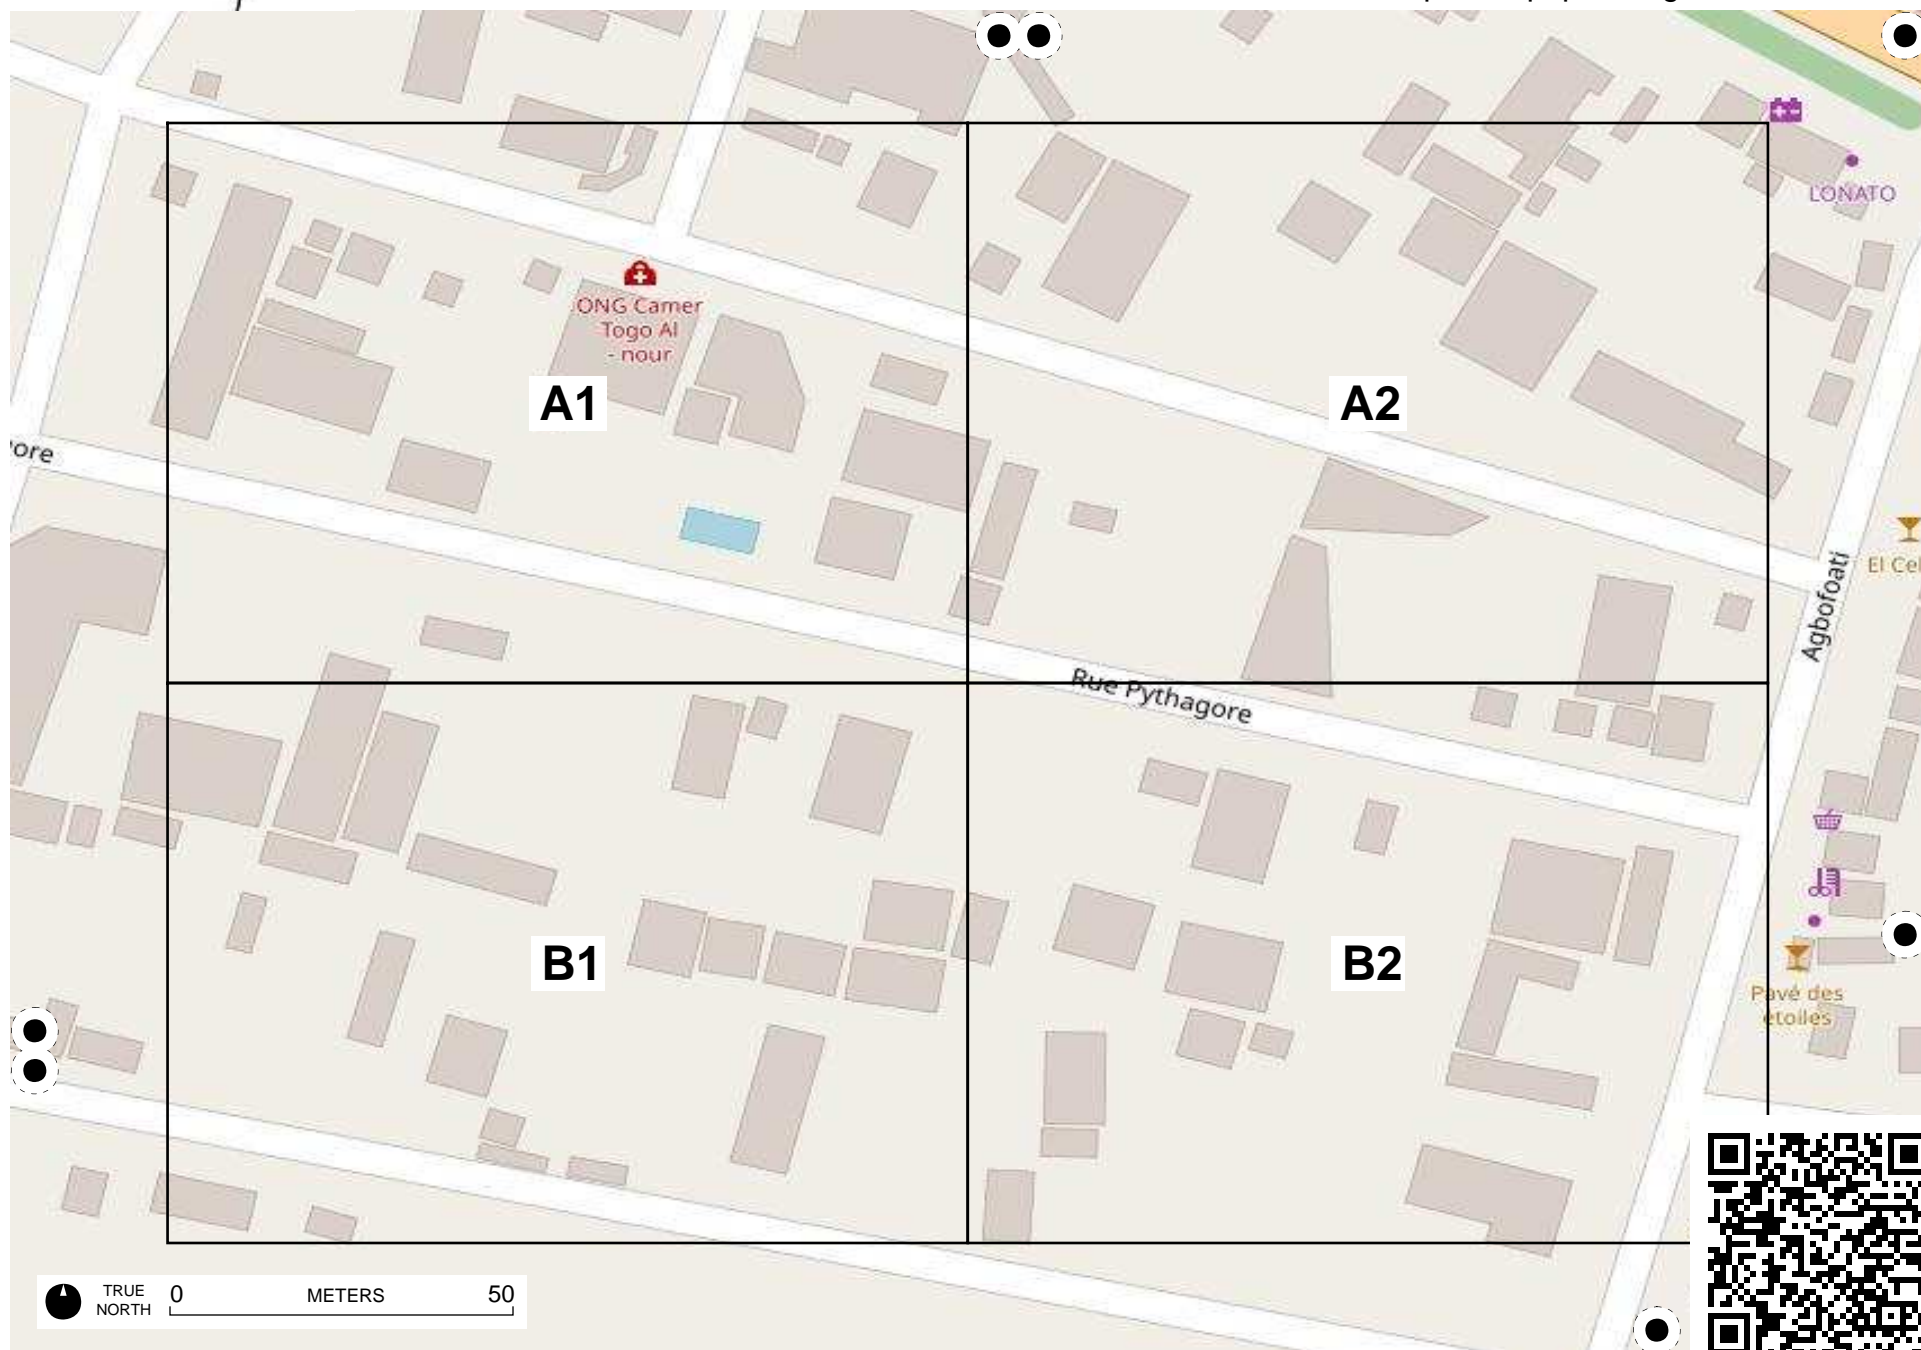 LONATO
ONG Camer
Togo Al
- nour
A1
A2
ore
El Cel
Agbofoati
Rue Pythagore
B1
B2
Pavé des
etoiles
TRUE
NORTH
0
METERS
50